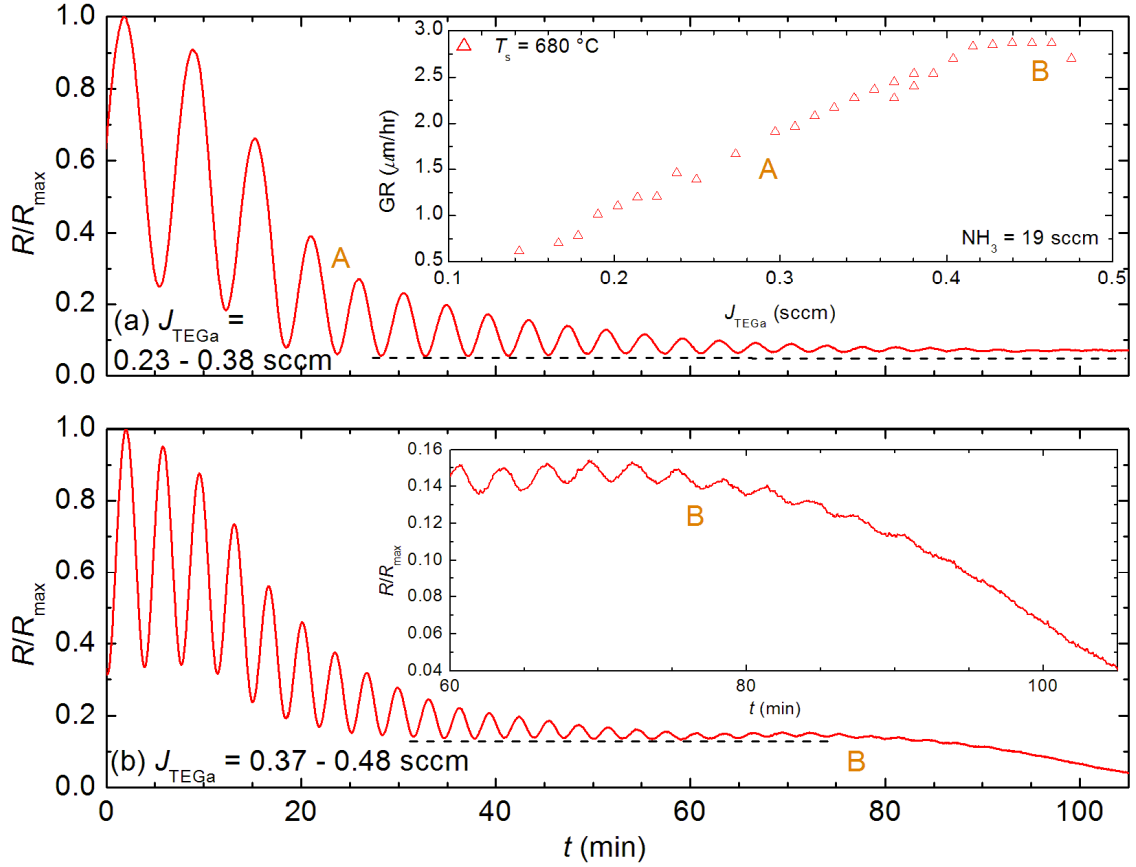 1.0
0.8
0.6
0.4
0.2
0.0
R/Rmax
A
(a) JTEGa =
0.23 - 0.38 sccm
3.0
2.5
2.0
1.5
1.0
0.5
GR (μm/hr)
Ts = 680 °C
B
A
NH3 = 19 sccm
0.1 0.2 0.3 0.4 0.5
JTEGa (sccm)
1.0
0.8
0.6
0.4
0.2
0.0
R/Rmax
0.16
0.14
0.12
0.10
0.08
0.06
0.04
R/Rmax
B
60 80 100
t (min)
(b) JTEGa = 0.37 - 0.48 sccm
B
0 20 40 60 80 100
t (min)